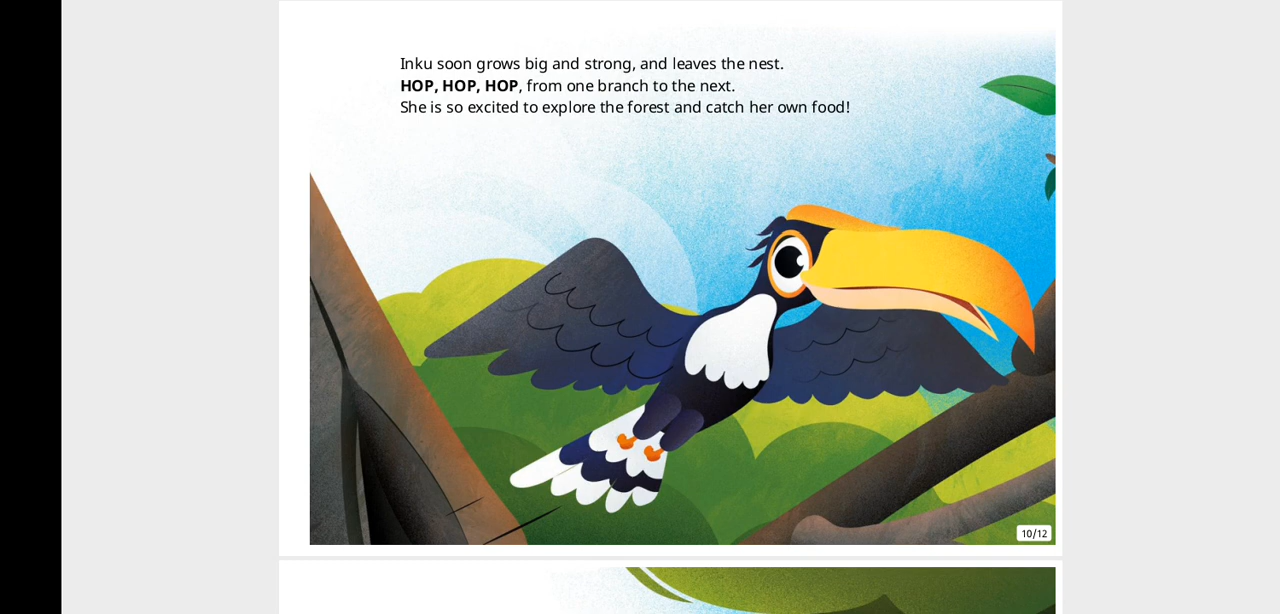 Inku soon grows big and strong, and leaves the nest.
HOP, HOP, HOP, from one branch to the next.
She is so excited to explore the forest and catch her own food!
10/12